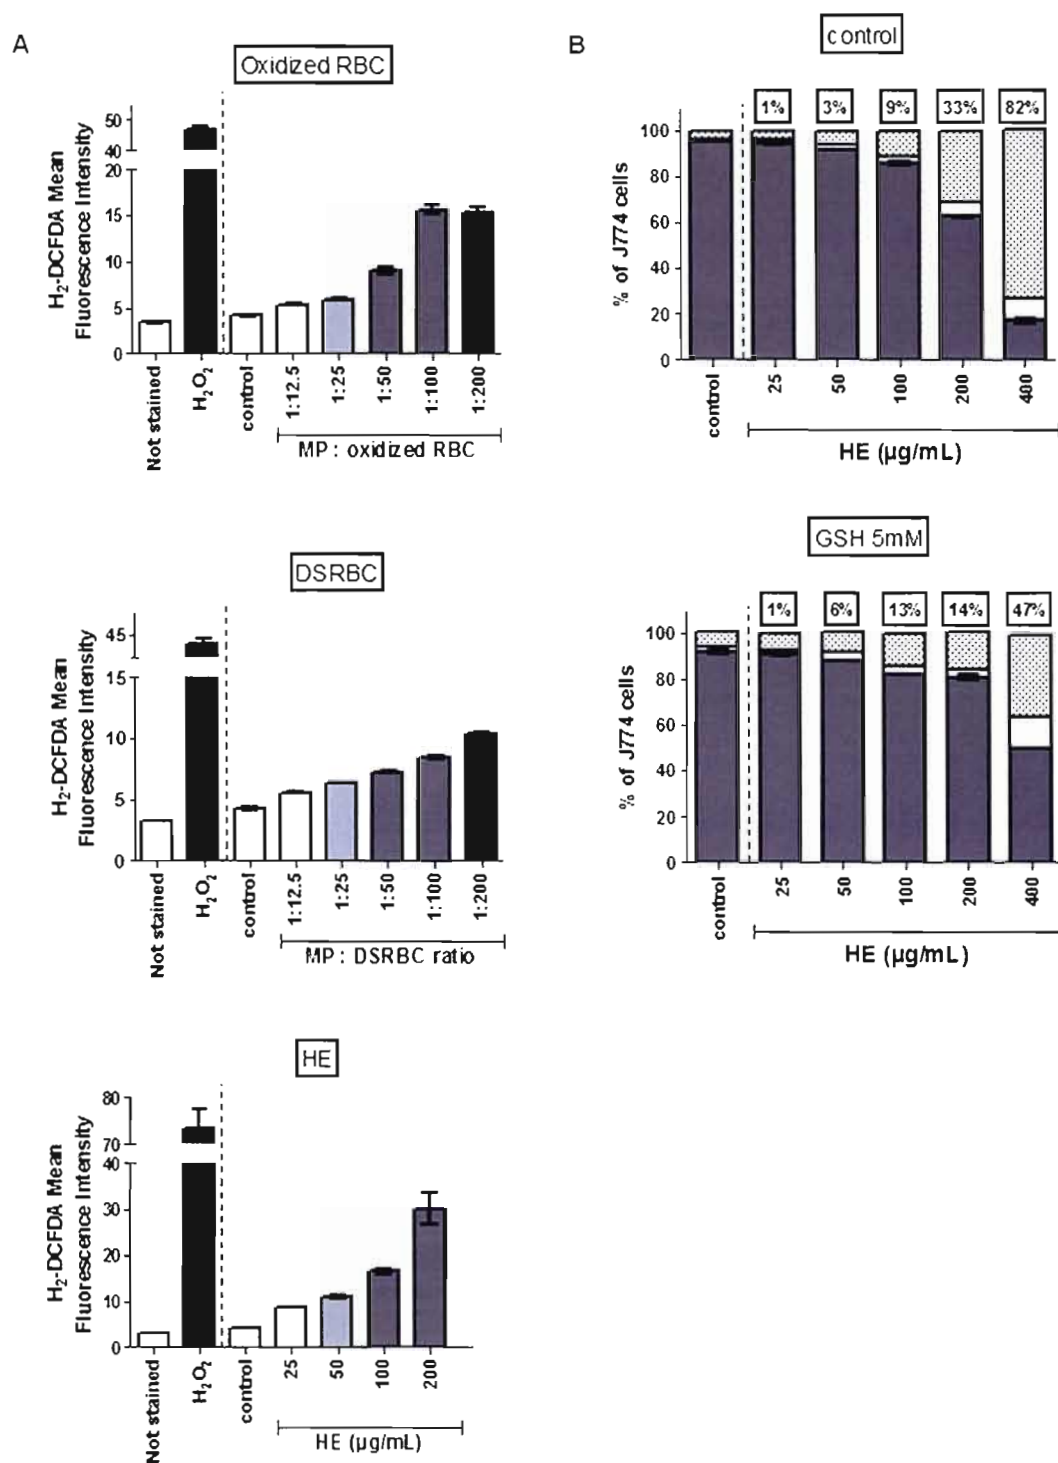 A
Oxidized RBC
H₂-DCFDA Mean
Fluorescence Intensity
50
40
20
15
10
5
0
Not stained
H₂O₂
control
1:12.5
1:25
1:50
1:100
1:200
MP : oxidized RBC
DSRBC
H₂-DCFDA Mean
Fluorescence Intensity
45
15
10
5
0
Not stained
H₂O₂
control
1:12.5
1:25
1:50
1:100
1:200
MP : DSRBC ratio
HE
H₂-DCFDA Mean
Fluorescence Intensity
80
70
40
30
20
10
0
Not stained
H₂O₂
control
25
50
100
200
HE (µg/mL)
B
control
1% 3% 9% 33% 82%
% of J774 cells
100
80
60
40
20
0
control
25
50
100
200
400
HE (µg/mL)
GSH 5mM
1% 6% 13% 14% 47%
% of J774 cells
100
80
60
40
20
0
control
25
50
100
200
400
HE (µg/mL)